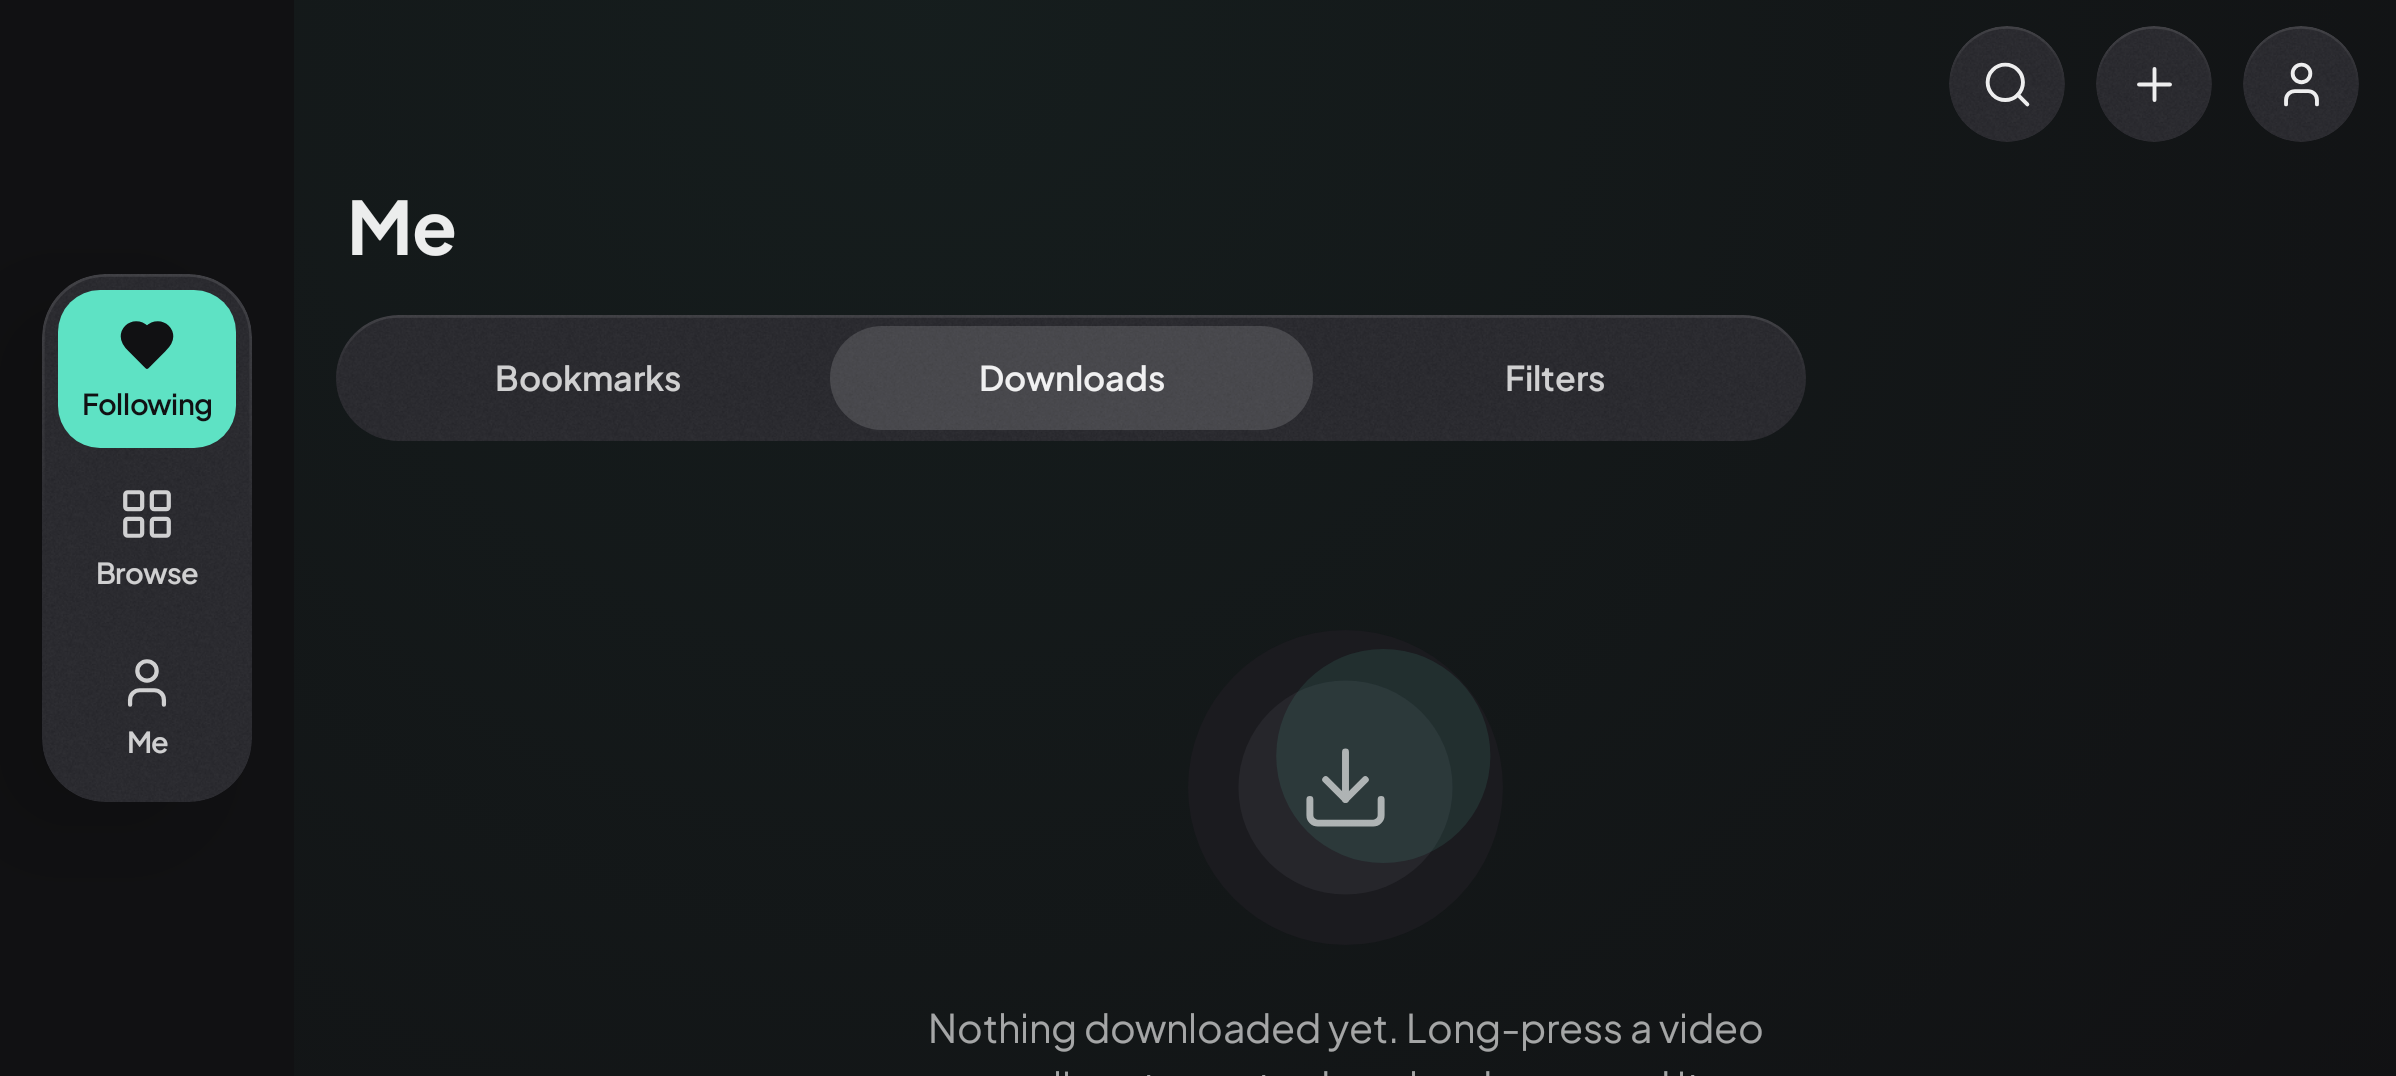 Me
Bookmarks Downloads Filters
Following
Browse
Me
Nothing downloaded yet. Long-press a video